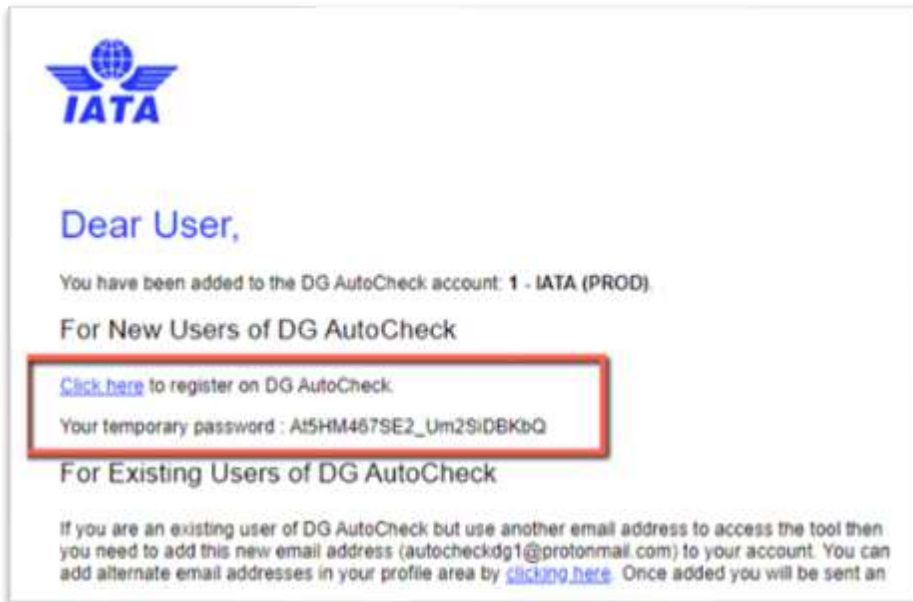 IATA
Dear User,
You have been added to the DG AutoCheck account: 1 - IATA (PROD).
For New Users of DG AutoCheck
Click here to register on DG AutoCheck.
Your temporary password : At5HM467SE2_Um2SiDBKbQ
For Existing Users of DG AutoCheck
If you are an existing user of DG AutoCheck but use another email address to access the tool then
you need to add this new email address (autocheckdg1@protonmail.com) to your account. You can
add alternate email addresses in your profile area by clicking here. Once added you will be sent an